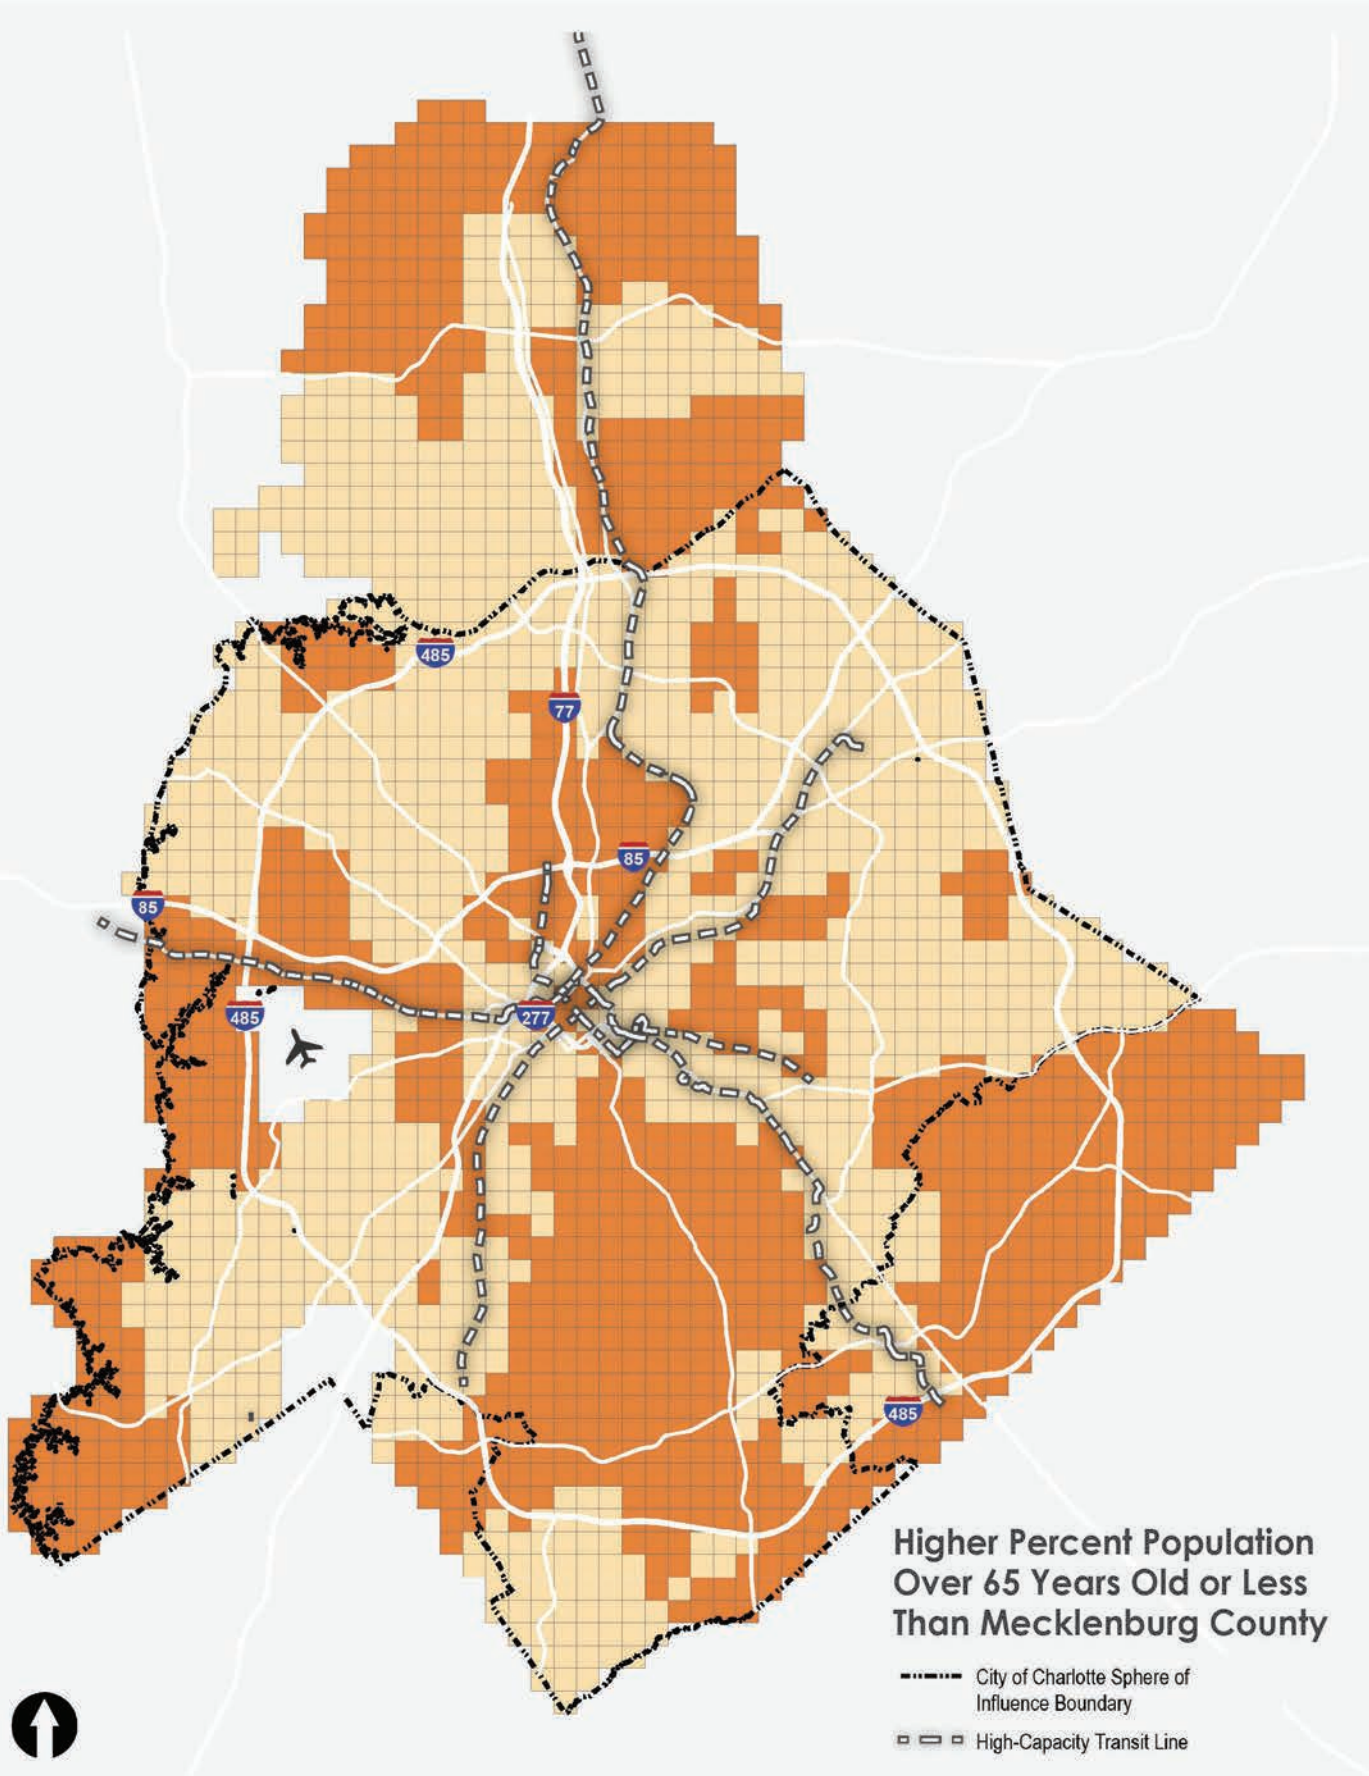 485
77
85
85
485
277
485
Higher Percent Population
Over 65 Years Old or Less
Than Mecklenburg County
City of Charlotte Sphere of
Influence Boundary
High-Capacity Transit Line